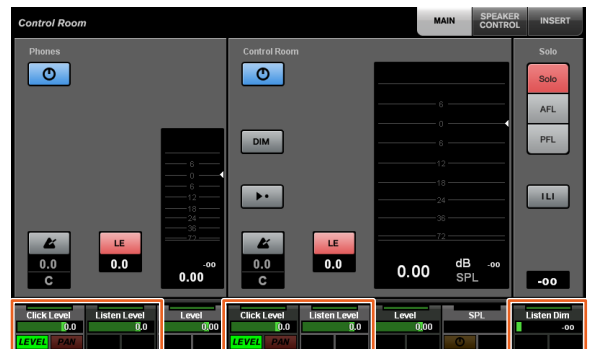 Control Room
MAIN
SPEAKER CONTROL
INSERT
Phones
Control Room
Solo
Solo
AFL
PFL
DIM
6
0
6
12
18
24
36
72
6
0
6
12
18
24
36
72
LE
0.0
C
0.0
-oo
0.00
LE
0.0
C
0.0
0.00
dB
SPL
-oo
ILI
-oo
Click Level
0.0
LEVEL
PAN
Listen Level
0.0
Level
0.00
Click Level
0.0
LEVEL
PAN
Listen Level
0.0
Level
0.00
SPL
Listen Dim
-oo